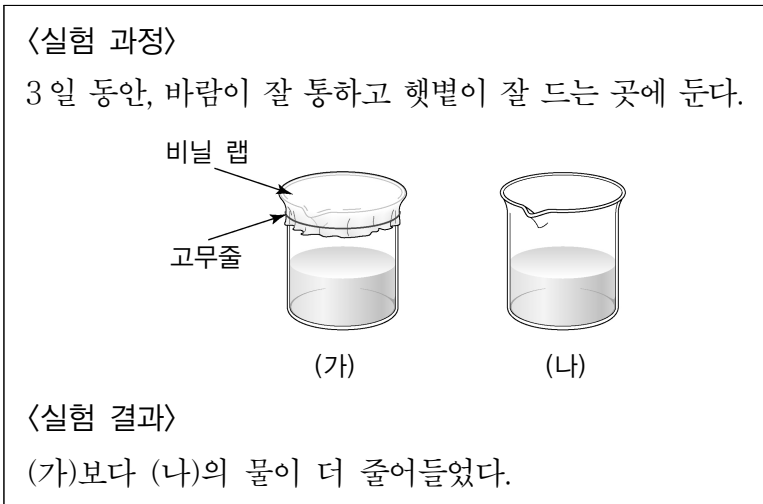 〈실험 과정〉
3일 동안, 바람이 잘 통하고 햇볕이 잘 드는 곳에 둔다.
비닐 랩
고무줄
(가)
(나)
〈실험 결과〉
(가)보다 (나)의 물이 더 줄어들었다.